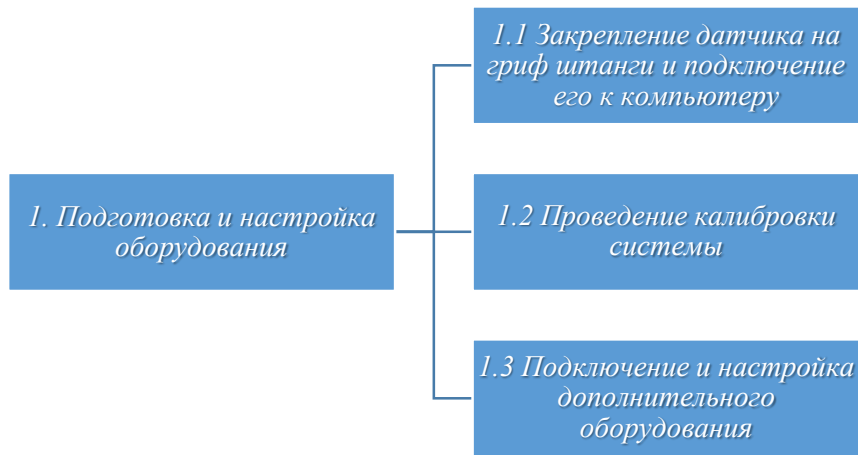 1.1 Закрепление датчика на
гриф штанги и подключение
его к компьютеру
1. Подготовка и настройка
оборудования
1.2 Проведение калибровки
системы
1.3 Подключение и настройка
дополнительного
оборудования